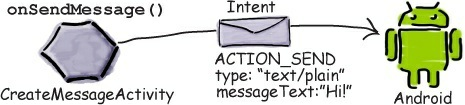 onSendMessage()
Intent
ACTION_SEND
type: "text/plain"
messageText:"Hi!"
CreateMessageActivity
Android